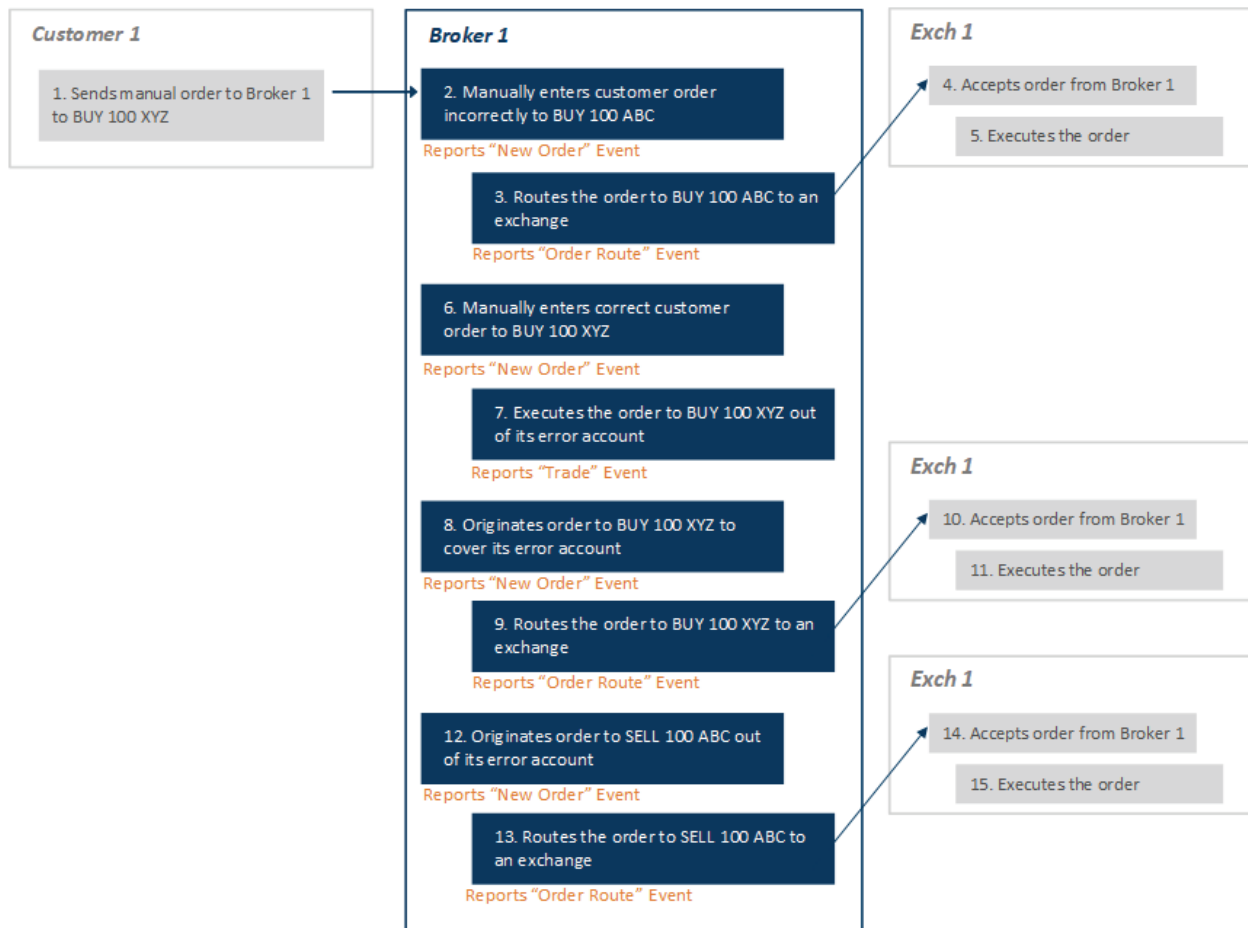 Customer 1
1. Sends manual order to Broker 1
to BUY 100 XYZ
Broker 1
2. Manually enters customer order
incorrectly to BUY 100 ABC
Reports “New Order” Event
3. Routes the order to BUY 100 ABC to an
exchange
Reports “Order Route” Event
Exch 1
4. Accepts order from Broker 1
5. Executes the order
6. Manually enters correct customer
order to BUY 100 XYZ
Reports “New Order” Event
7. Executes the order to BUY 100 XYZ out
of its error account
Reports “Trade” Event
8. Originates order to BUY 100 XYZ to
cover its error account
Reports “New Order” Event
9. Routes the order to BUY 100 XYZ to an
exchange
Reports “Order Route” Event
Exch 1
10. Accepts order from Broker 1
11. Executes the order
12. Originates order to SELL 100 ABC out
of its error account
Reports “New Order” Event
13. Routes the order to SELL 100 ABC to
an exchange
Reports “Order Route” Event
Exch 1
14. Accepts order from Broker 1
15. Executes the order